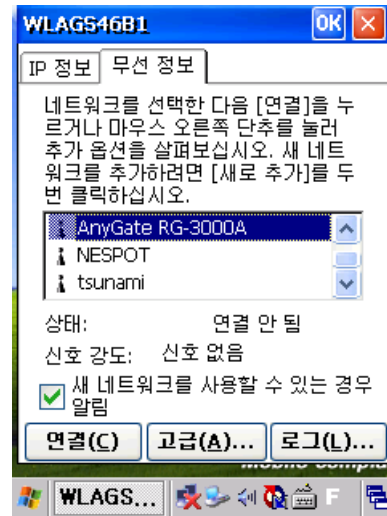 WLAGS46B1 OK
IP 정보 무선 정보
네트워크를 선택한 다음 [연결]을 누
르거나 마우스 오른쪽 단추를 눌러
추가 옵션을 살펴보십시오. 새 네트
워크를 추가하려면 [새로 추가]를 두
번 클릭하십시오.
AnyGate RG-3000A
NESPOT
tsunami
상태: 연결 안 됨
신호 강도: 신호 없음
새 네트워크를 사용할 수 있는 경우
알림
연결(C) 고급(A)... 로그(L)...
WLAGS... F